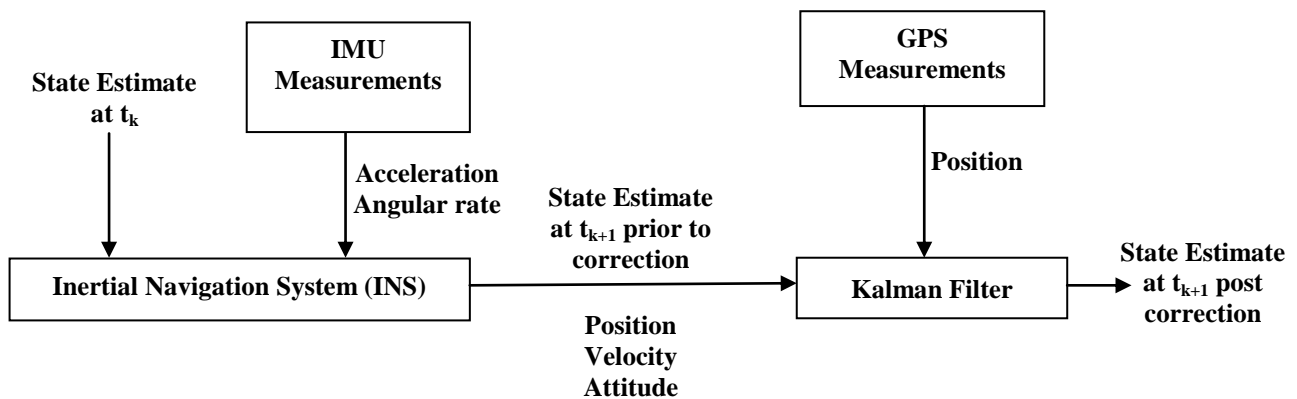 IMU
Measurements
GPS
Measurements
State Estimate
at tk
Acceleration
Angular rate
Position
State Estimate
at tk+1 prior to
correction
Inertial Navigation System (INS)
Kalman Filter
State Estimate
at tk+1 post
correction
Position
Velocity
Attitude